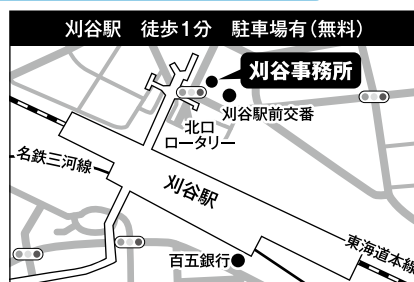 刈谷駅 徒歩1分 駐車場有(無料)
刈谷事務所
刈谷駅前交番
北口
ロータリー
名鉄三河線
刈谷駅
東海道本線
百五銀行